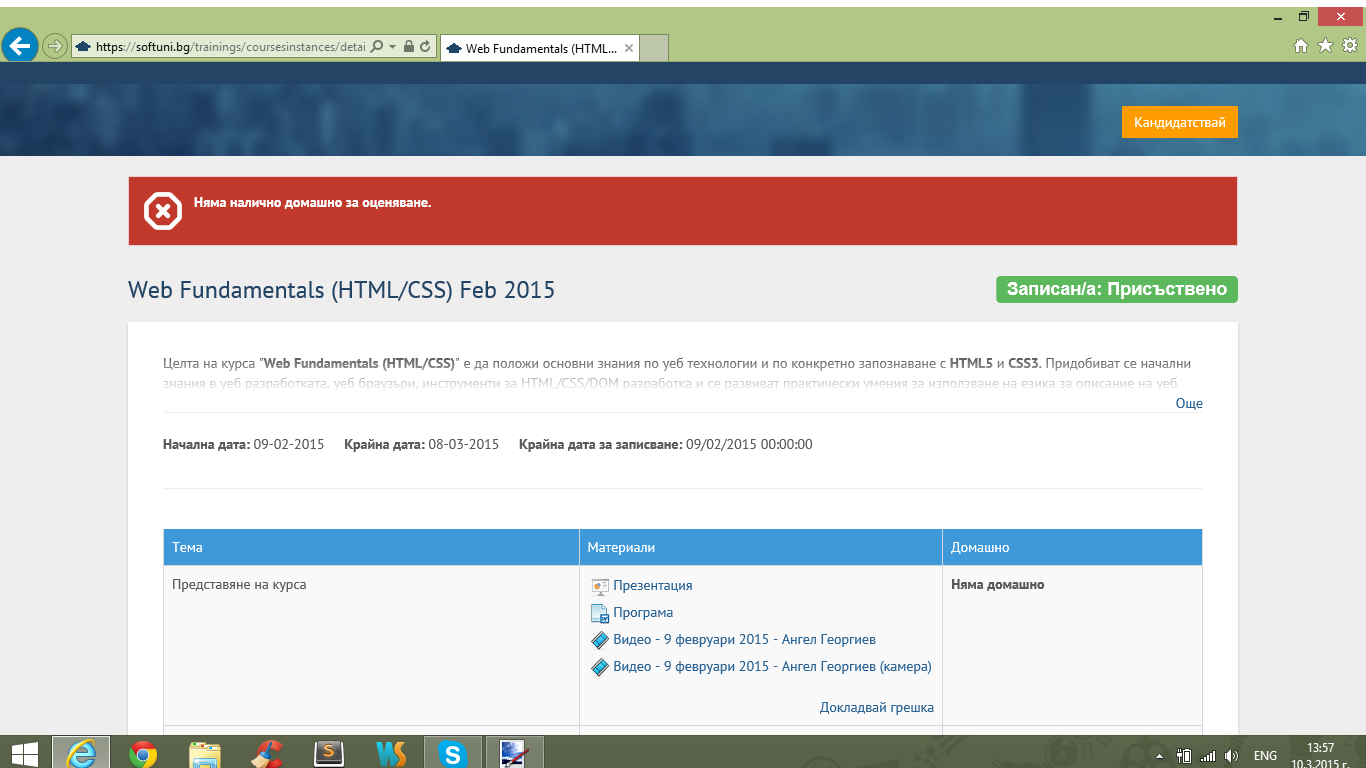 https://softuni.bg/trainings/coursesinstances/detai
Web Fundamentals (HTML...
Кандидатствай
Няма налично домашно за оценяване.
Web Fundamentals (HTML/CSS) Feb 2015
Записан/а: Присъствено
Целта на курса "Web Fundamentals (HTML/CSS)" е да положи основни знания по уеб технологии и по конкретно запознаване с HTML5 и CSS3. Придобиват се начални
знания в уеб разработката, уеб браузъри, инструменти за HTML/CSS/DOM разработка и се развиват практически умения за използване на езика за описание на уеб
Още
Начална дата: 09-02-2015 Крайна дата: 08-03-2015 Крайна дата за записване: 09/02/2015 00:00:00
Тема Материали Домашно
Представяне на курса Презентация Няма домашно
Програма
Видео - 9 февруари 2015 - Ангел Георгиев
Видео - 9 февруари 2015 - Ангел Георгиев (камера)
Докладвай грешка
ENG
13:57
10.3.2015 г.